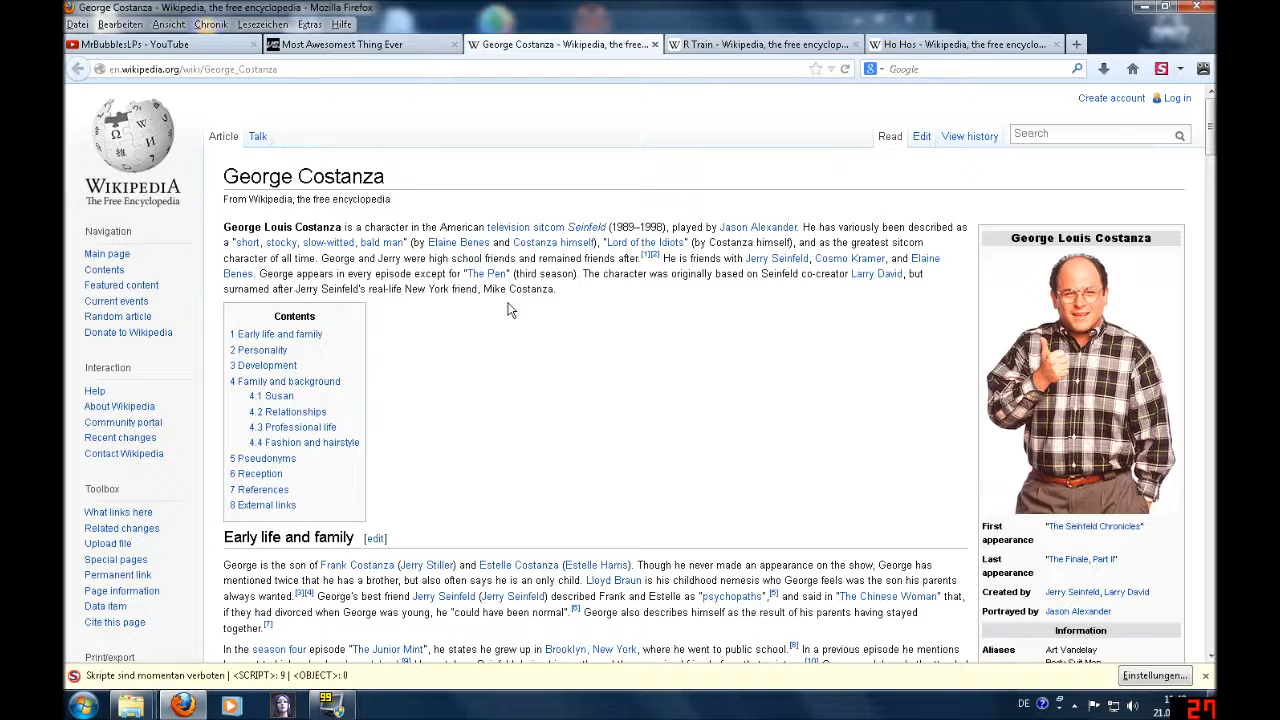 George Costanza - Wikipedia, the free encyclopedia - Mozilla Firefox
Datei Bearbeiten Ansicht Chronik Lesezeichen Extras Hilfe
MrBubblesLPs - YouTube × Most Awesomest Thing Ever × George Costanza - Wikipedia, the free... × R Train - Wikipedia, the free encyclop... × Ho Hos - Wikipedia, the free encyclo... × +
en.wikipedia.org/wiki/George_Costanza Google
Create account Log in
Article Talk Read Edit View history Search
WIKIPEDIA
The Free Encyclopedia
Navigation
Main page
Contents
Featured content
Current events
Random article
Donate to Wikipedia
Interaction
Help
About Wikipedia
Community portal
Recent changes
Contact Wikipedia
Toolbox
What links here
Related changes
Upload file
Special pages
Permanent link
Page information
Data item
Cite this page
Print/export
George Costanza
From Wikipedia, the free encyclopedia
George Louis Costanza is a character in the American television sitcom Seinfeld (1989–1998), played by Jason Alexander. He has variously been described as
a "short, stocky, slow-witted, bald man" (by Elaine Benes and Costanza himself), "Lord of the Idiots" (by Costanza himself), and as the greatest sitcom
character of all time. George and Jerry were high school friends and remained friends after.[1][2] He is friends with Jerry Seinfeld, Cosmo Kramer, and Elaine
Benes. George appears in every episode except for "The Pen" (third season). The character was originally based on Seinfeld co-creator Larry David, but
surnamed after Jerry Seinfeld's real-life New York friend, Mike Costanza.
Contents
1 Early life and family
2 Personality
3 Development
4 Family and background
4.1 Susan
4.2 Relationships
4.3 Professional life
4.4 Fashion and hairstyle
5 Pseudonyms
6 Reception
7 References
8 External links
Early life and family [edit]
George is the son of Frank Costanza (Jerry Stiller) and Estelle Costanza (Estelle Harris). Though he never made an appearance on the show, George has
mentioned twice that he has a brother, but also often says he is an only child. Lloyd Braun is his childhood nemesis who George feels was the son his parents
always wanted.[3][4] George's best friend Jerry Seinfeld (Jerry Seinfeld) described Frank and Estelle as "psychopaths",[5] and said in "The Chinese Woman" that,
if they had divorced when George was young, he "could have been normal".[6] George also describes himself as the result of his parents having stayed
together.[7]
In the season four episode "The Junior Mint", he states he grew up in Brooklyn, New York, where he went to public school.[8] In a previous episode he mentions
George Louis Costanza
First appearance "The Seinfeld Chronicles"
Last appearance "The Finale, Part II"
Created by Jerry Seinfeld, Larry David
Portrayed by Jason Alexander
Information
Aliases Art Vandelay
Body Suit Man
Skripte sind momentan verboten | <SCRIPT>: 9 | <OBJECT>: 0 Einstellungen... ×
DE
27